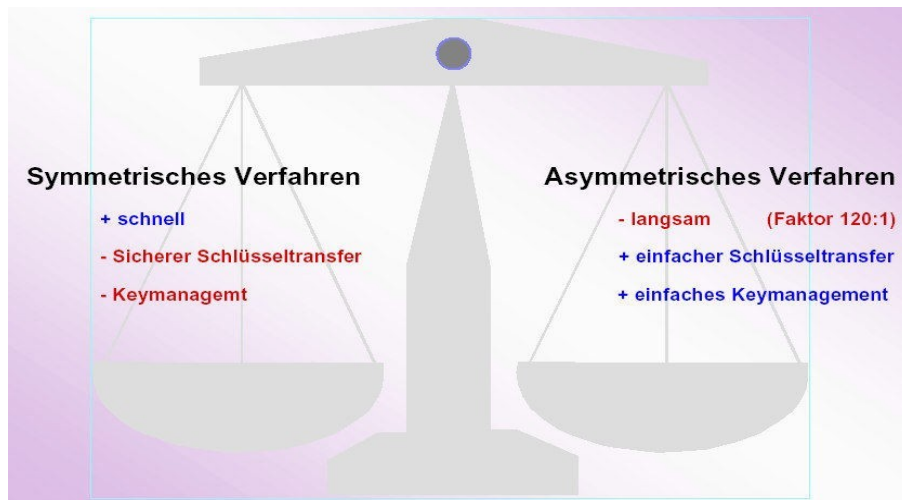 Symmetrisches Verfahren
+ schnell
- Sicherer Schlüsseltransfer
- Keymanagemt
Asymmetrisches Verfahren
- langsam (Faktor 120:1)
+ einfacher Schlüsseltransfer
+ einfaches Keymanagement